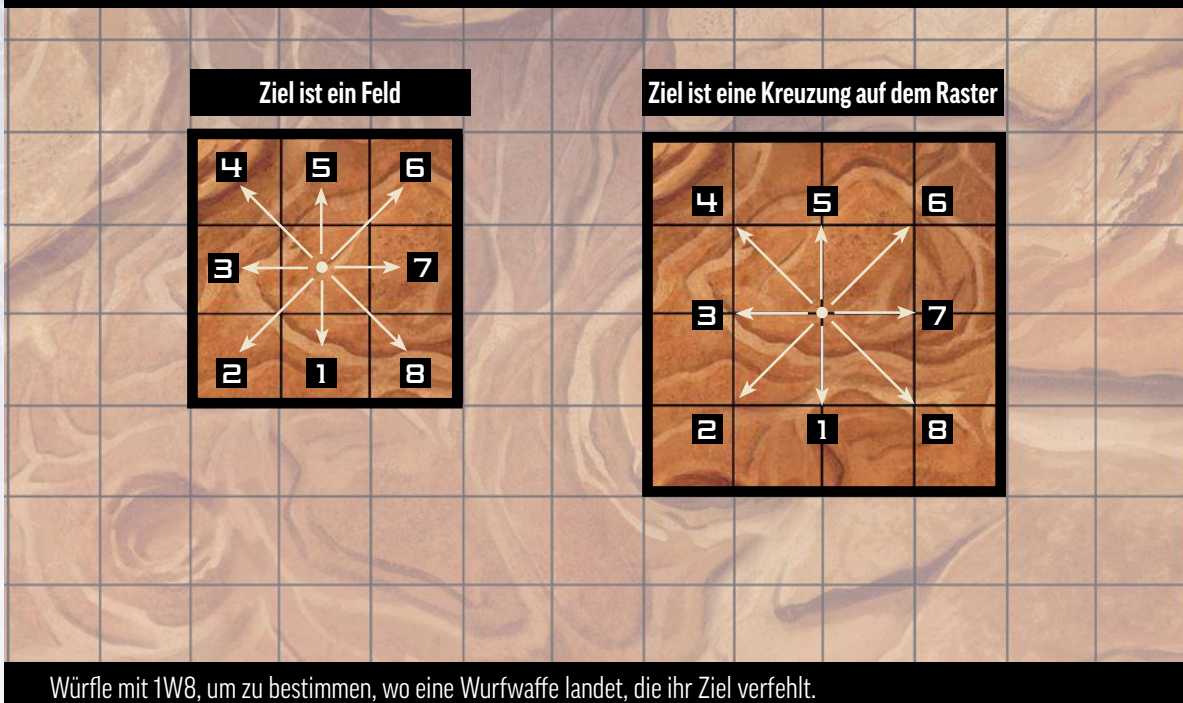 Ziel ist ein Feld
Ziel ist eine Kreuzung auf dem Raster
4 5 6
3 7
2 1 8
4 5 6
3 7
2 1 8
Würfle mit 1W8, um zu bestimmen, wo eine Wurfwaffe landet, die ihr Ziel verfehlt.